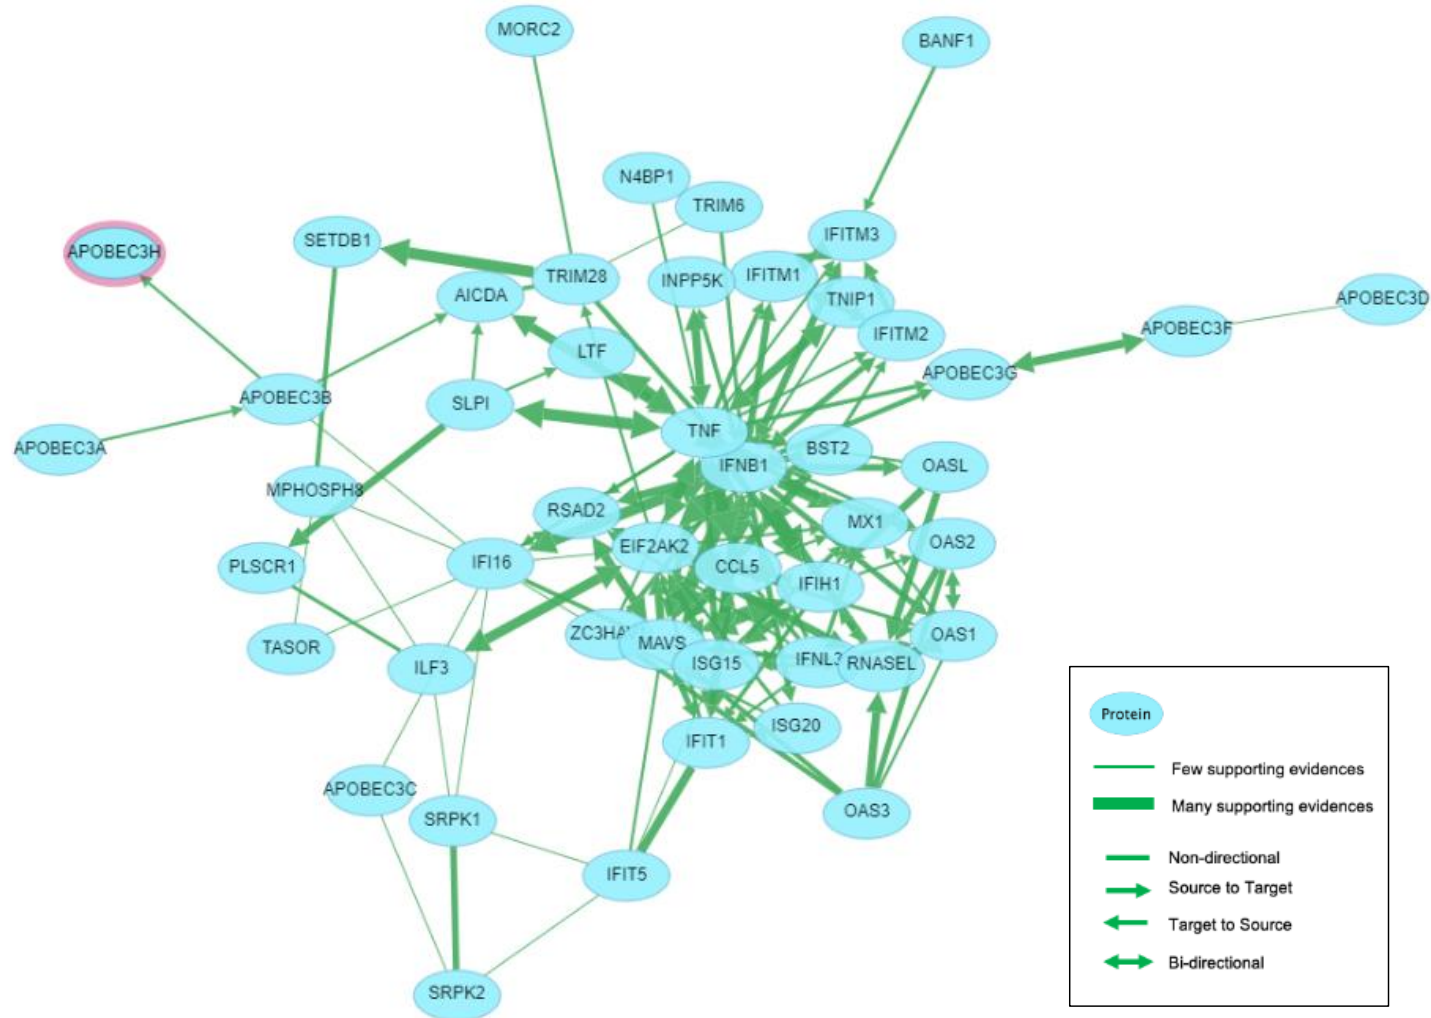 MORC2
BANF1
N4BP1
TRIM6
IFITM3
SETDB1
APOBEC3H
TRIM28
INPP5K
IFITM1
AICDA
TNIP1
APOBEC3D
IFITM2
APOBEC3F
LTF
APOBEC3G
APOBEC3B
SLPI
TNF
APOBEC3A
BST2
IFNB1
OASL
MPHOSPH8
RSAD2
MX1
EIF2AK2
OAS2
PLSCR1
IFI16
CCL5
IFIH1
ZC3HAV
OAS1
TASOR
MAVS
ILF3
ISG15
IFNL3
RNASEL
ISG20
IFIT1
APOBEC3C
OAS3
SRPK1
IFIT5
SRPK2
Protein
Few supporting evidences
Many supporting evidences
Non-directional
Source to Target
Target to Source
Bi-directional